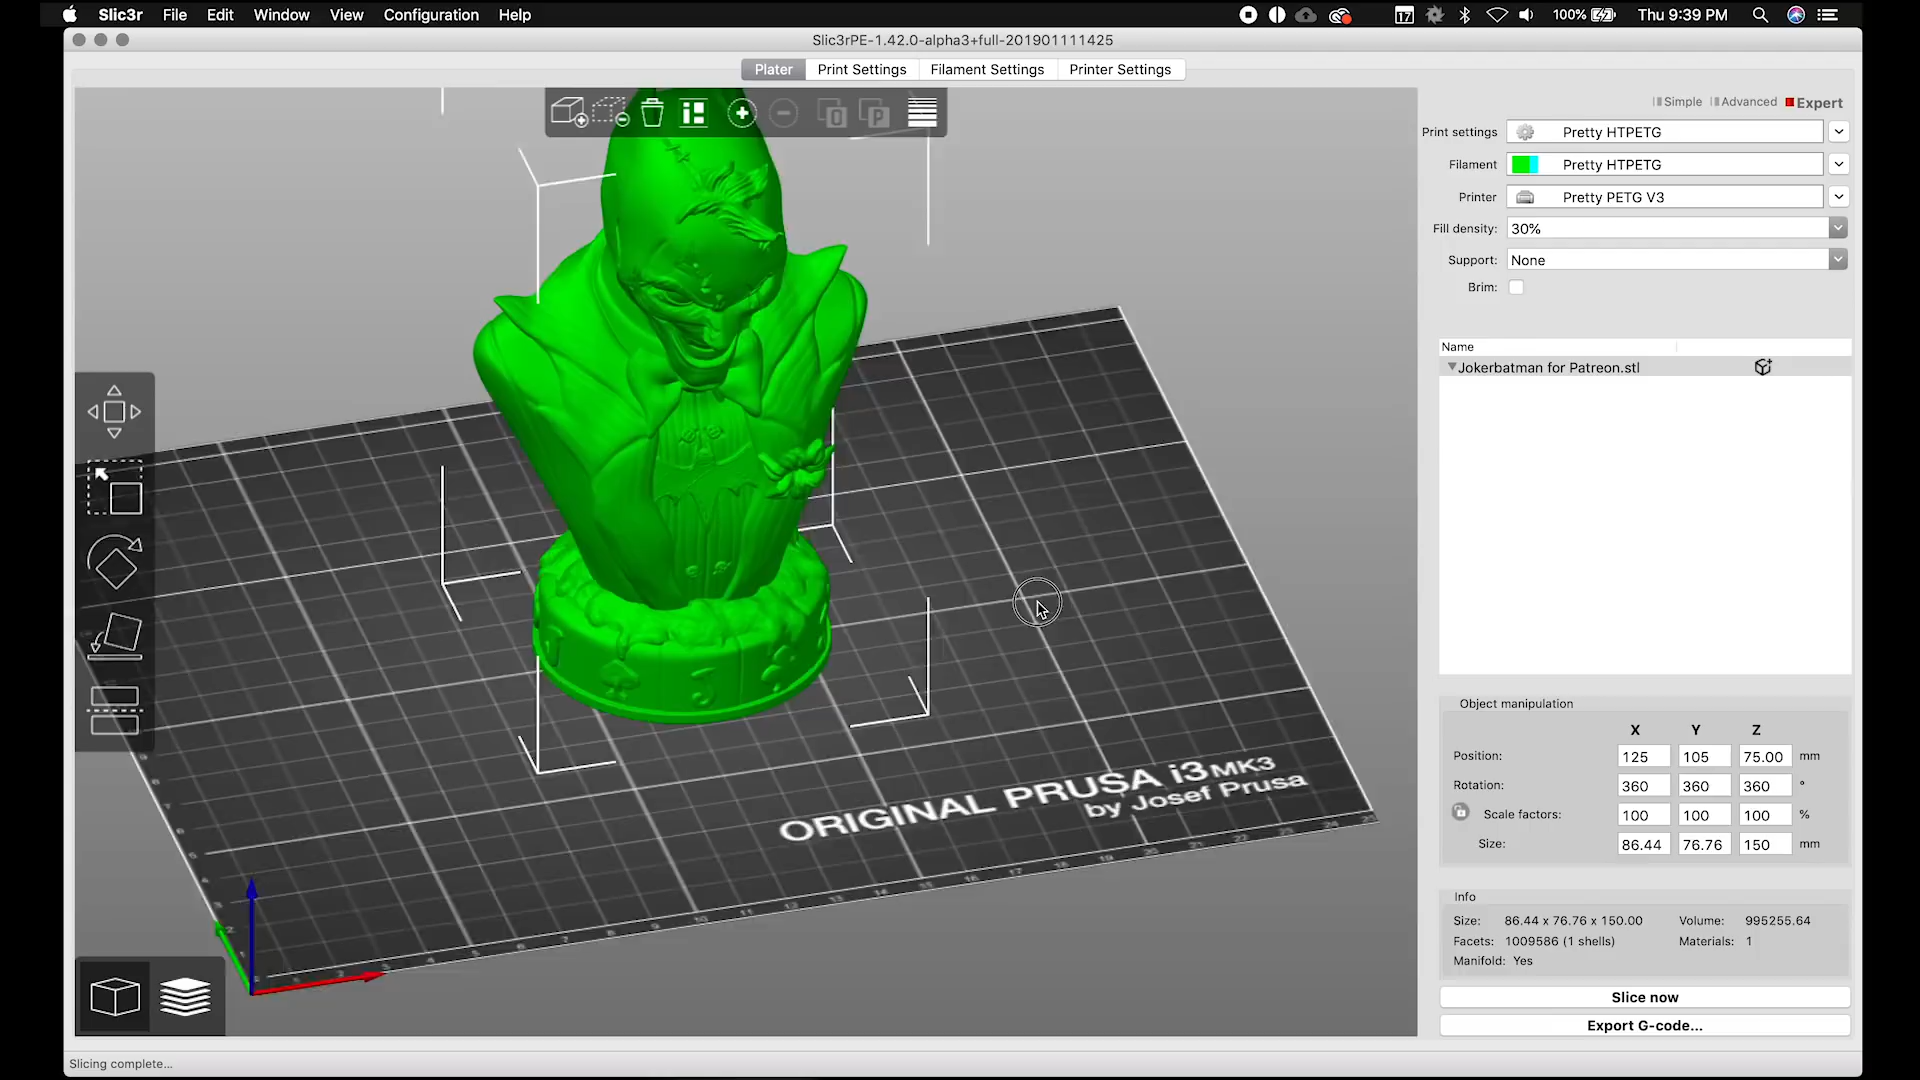 Slic3r File Edit Window View Configuration Help 17 100% Thu 9:39 PM
Slic3rPE-1.42.0-alpha3+full-201901111425
Plater Print Settings Filament Settings Printer Settings
Simple Advanced Expert
Print settings Pretty HTPETG
Filament Pretty HTPETG
Printer Pretty PETG V3
Fill density: 30%
Support: None
Brim:
Name
Jokerbatman for Patreon.stl
ORIGINAL PRUSA i3 MK3
by Josef Prusa
Object manipulation
X Y Z
Position: 125 105 75.00 mm
Rotation: 360 360 360 °
Scale factors: 100 100 100 %
Size: 86.44 76.76 150 mm
Info
Size: 86.44 x 76.76 x 150.00 Volume: 995255.64
Facets: 1009586 (1 shells) Materials: 1
Manifold: Yes
Slice now
Export G-code...
Slicing complete...